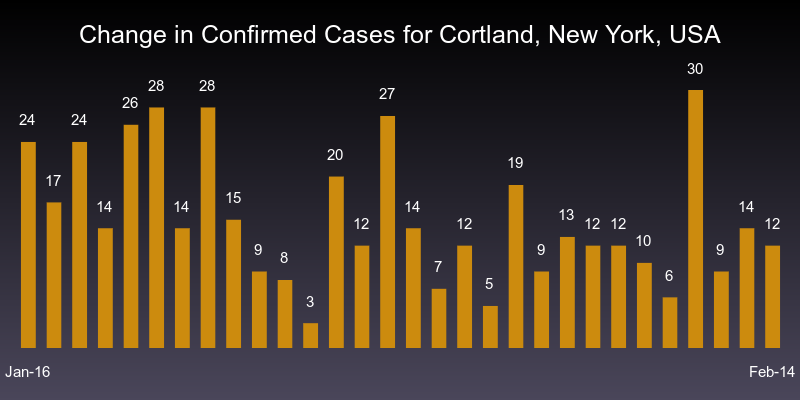 Change in Confirmed Cases for Cortland, New York, USA
24 17 24 14 26 28 14 28 15 9 8 3 20 12 27 14 7 12 5 19 9 13 12 12 10 6 30 9 14 12
Jan-16 Feb-14